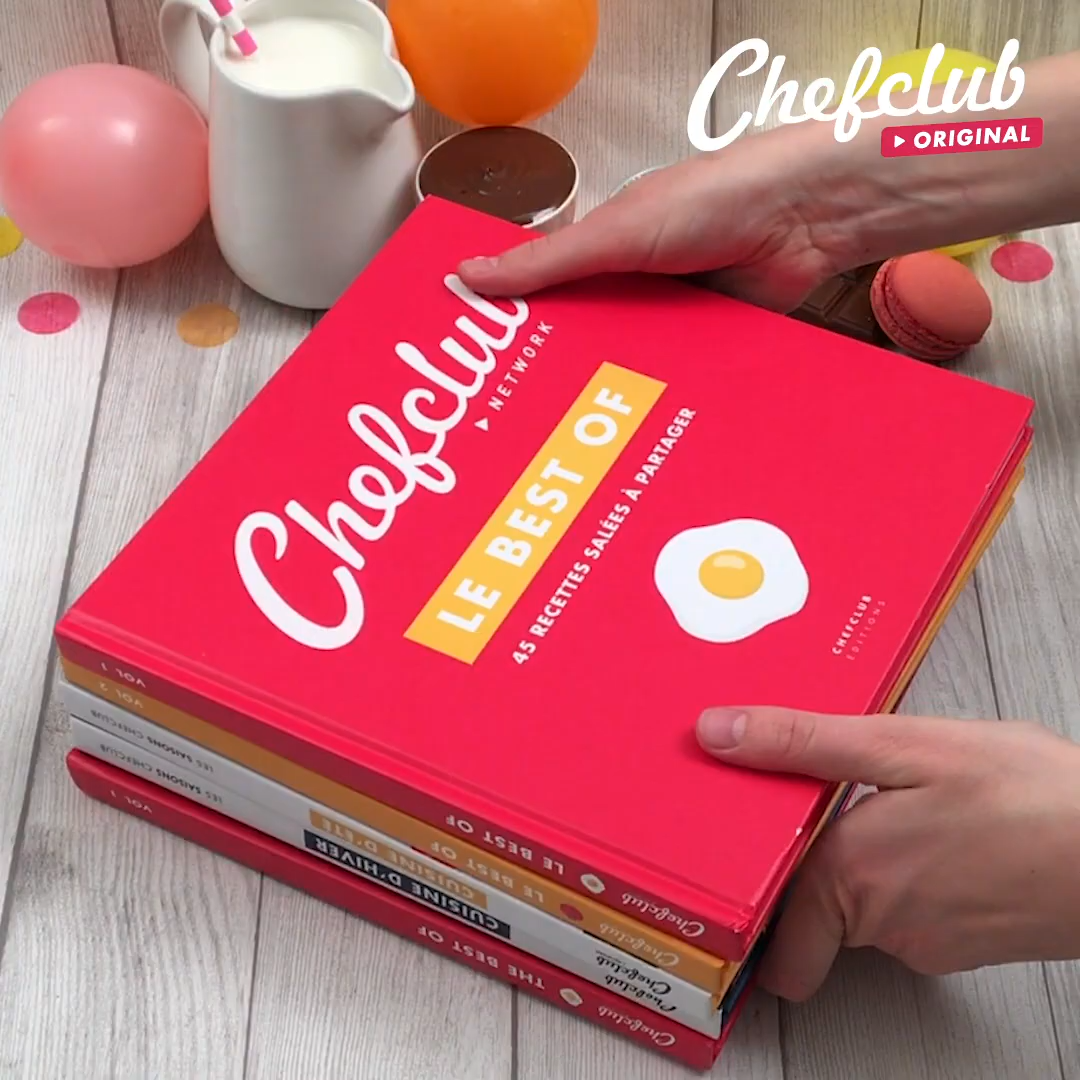 Chefclub
ORIGINAL
Chefclub
NETWORK
LE BEST OF
45 RECETTES SALÉES À PARTAGER
CHEFCLUB
EDITIONS
Chefclub LE BEST OF VOL 1
Chefclub LE BEST OF VOL 2
Chefclub CUISINE D'ÉTÉ LES SAISONS CHEFCLUB
Chefclub CUISINE D'HIVER LES SAISONS CHEFCLUB
Chefclub THE BEST OF VOL 1